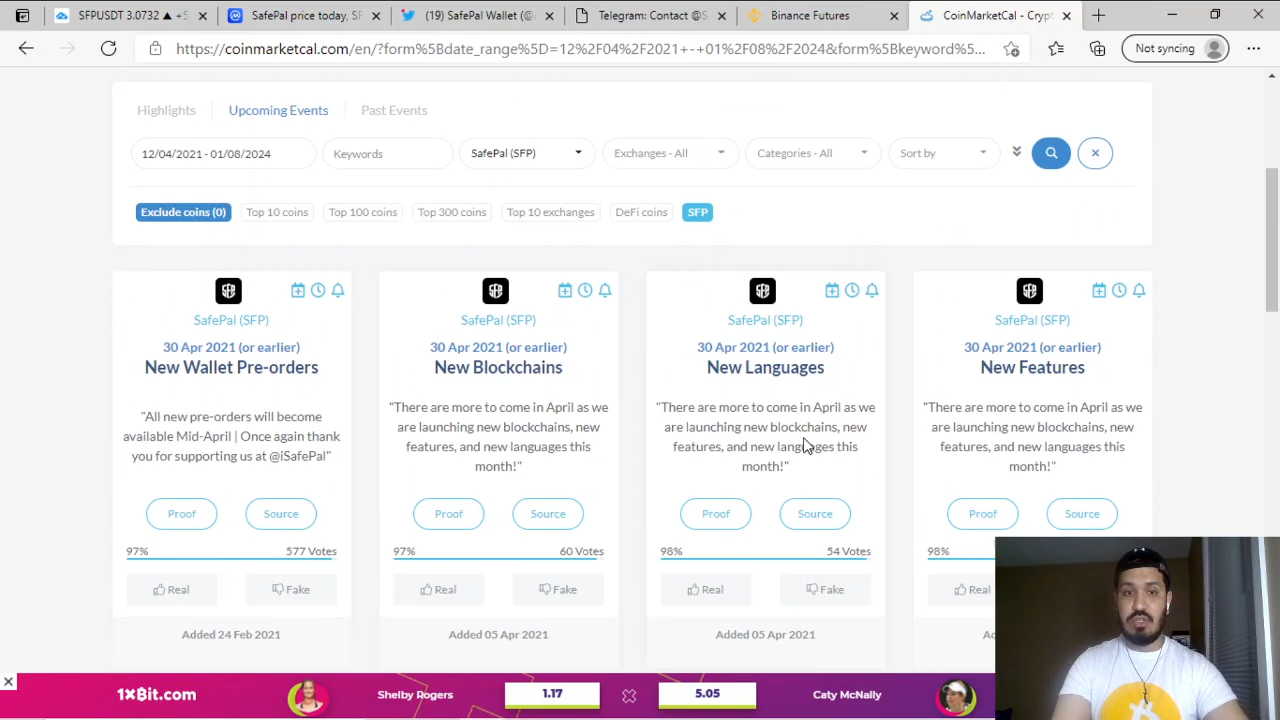 SFPUSDT 3.0732 ▲ +5
SafePal price today, SF
(19) SafePal Wallet (@
Telegram: Contact @S
Binance Futures
CoinMarketCal - Cryp
https://coinmarketcal.com/en/?form%5Bdate_range%5D=12%2F04%2F2021+-+01%2F08%2F2024&form%5Bkeyword%5...
Not syncing
Highlights
Upcoming Events
Past Events
12/04/2021 - 01/08/2024
Keywords
SafePal (SFP)
Exchanges - All
Categories - All
Sort by
Exclude coins (0)
Top 10 coins
Top 100 coins
Top 300 coins
Top 10 exchanges
DeFi coins
SFP
SafePal (SFP)
30 Apr 2021 (or earlier)
New Wallet Pre-orders
"All new pre-orders will become
available Mid-April | Once again thank
you for supporting us at @iSafePal"
Proof
Source
97%
577 Votes
Real
Fake
Added 24 Feb 2021
SafePal (SFP)
30 Apr 2021 (or earlier)
New Blockchains
"There are more to come in April as we
are launching new blockchains, new
features, and new languages this
month!"
Proof
Source
97%
60 Votes
Real
Fake
Added 05 Apr 2021
SafePal (SFP)
30 Apr 2021 (or earlier)
New Languages
"There are more to come in April as we
are launching new blockchains, new
features, and new languages this
month!"
Proof
Source
98%
54 Votes
Real
Fake
Added 05 Apr 2021
SafePal (SFP)
30 Apr 2021 (or earlier)
New Features
"There are more to come in April as we
are launching new blockchains, new
features, and new languages this
month!"
Proof
Source
98%
Real
Ad
1XBit.com
Shelby Rogers
1.17
5.05
Caty McNally